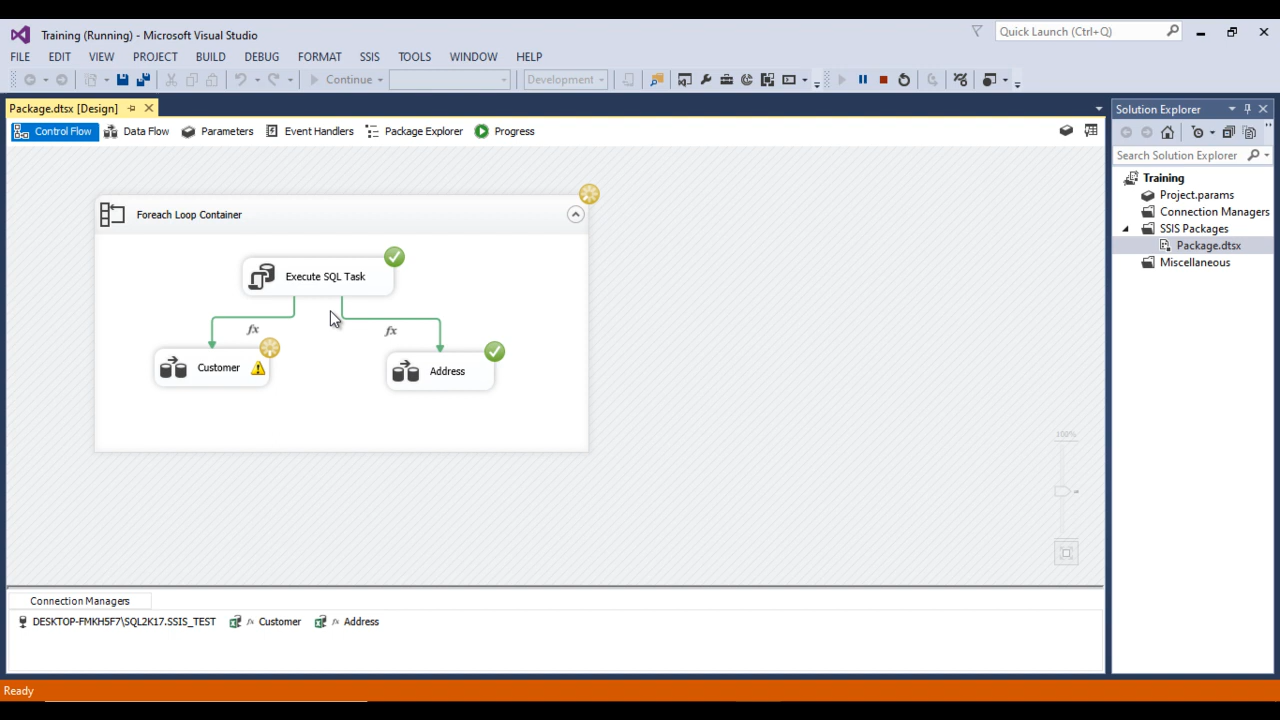 Training (Running) - Microsoft Visual Studio
Quick Launch (Ctrl+Q)
FILE EDIT VIEW PROJECT BUILD DEBUG FORMAT SSIS TOOLS WINDOW HELP
Continue Development
Package.dtsx [Design]
Control Flow Data Flow Parameters Event Handlers Package Explorer Progress
Foreach Loop Container
Execute SQL Task
fx fx
Customer Address
100%
Connection Managers
DESKTOP-FMKH5F7\SQL2K17.SSIS_TEST fx Customer fx Address
Solution Explorer
Search Solution Explorer
Training
Project.params
Connection Managers
SSIS Packages
Package.dtsx
Miscellaneous
Ready